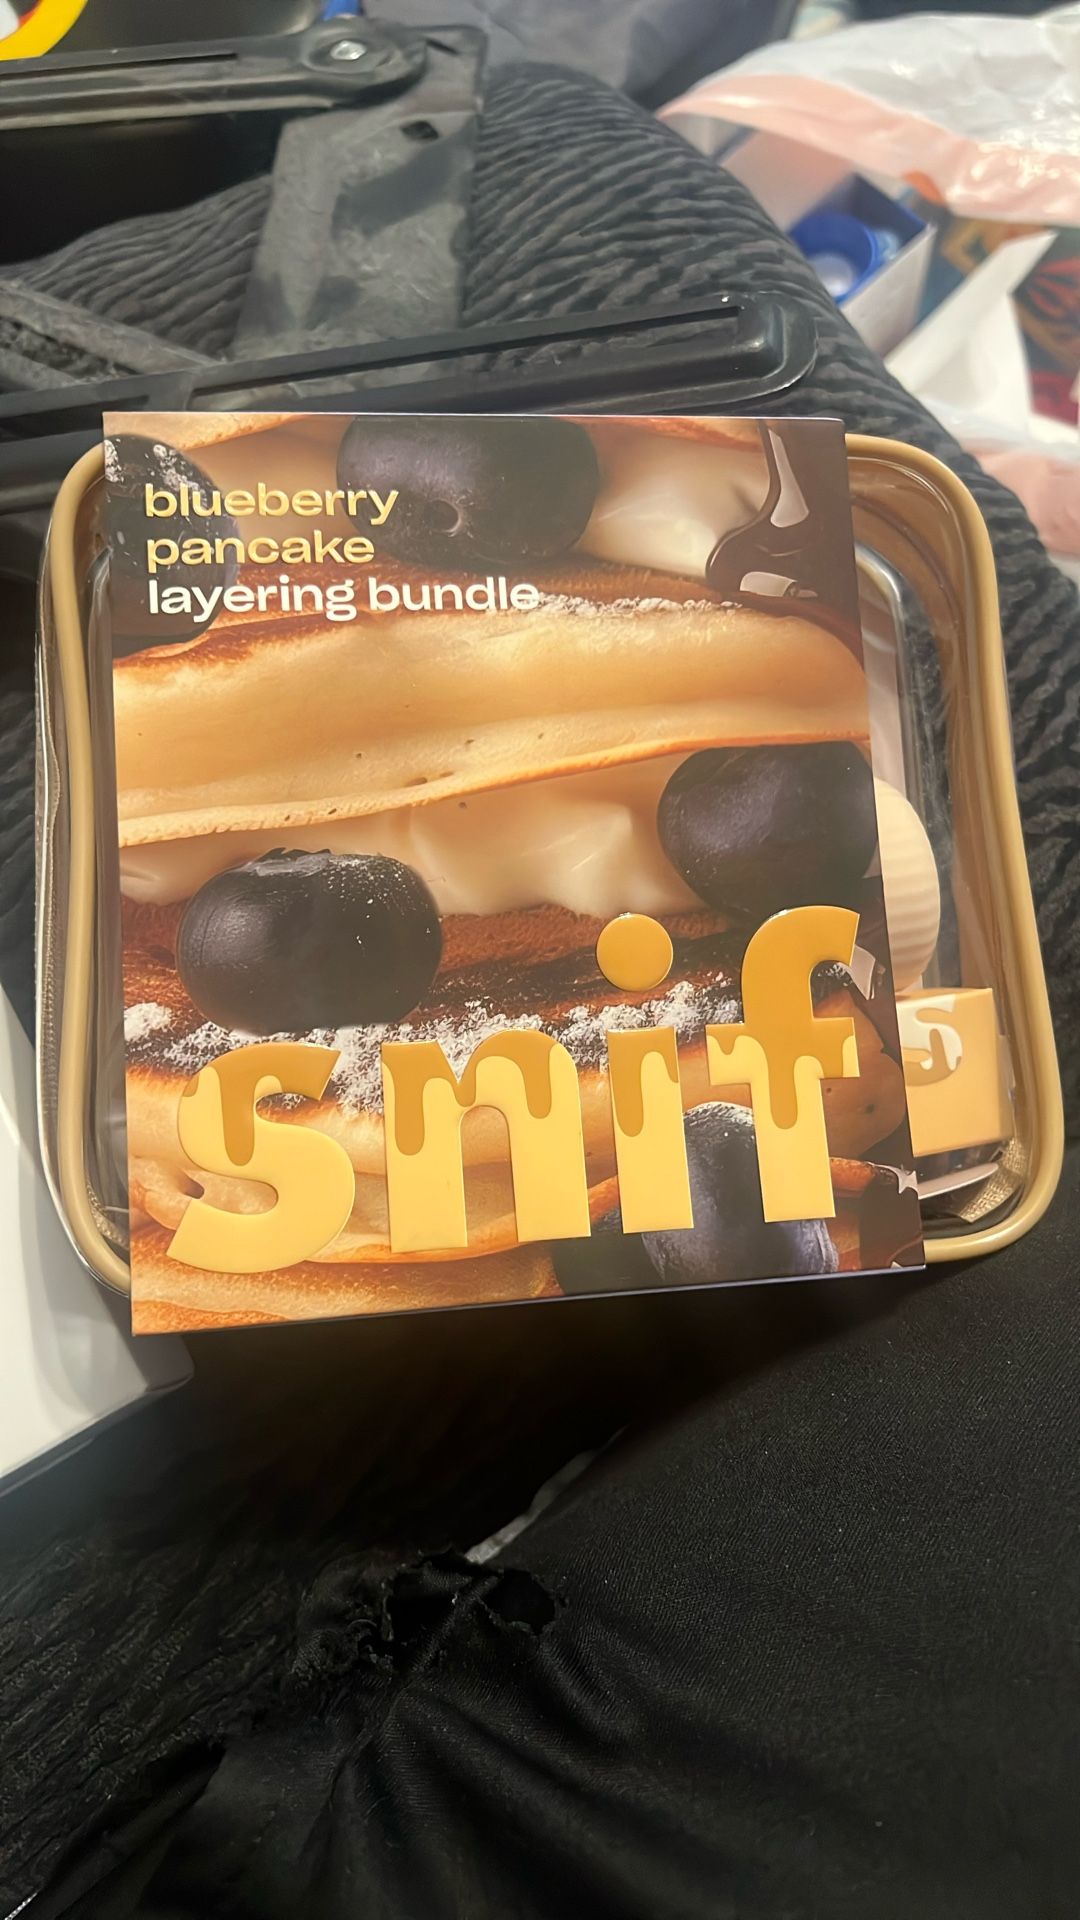 blueberry
pancake
layering bundle
snif
s